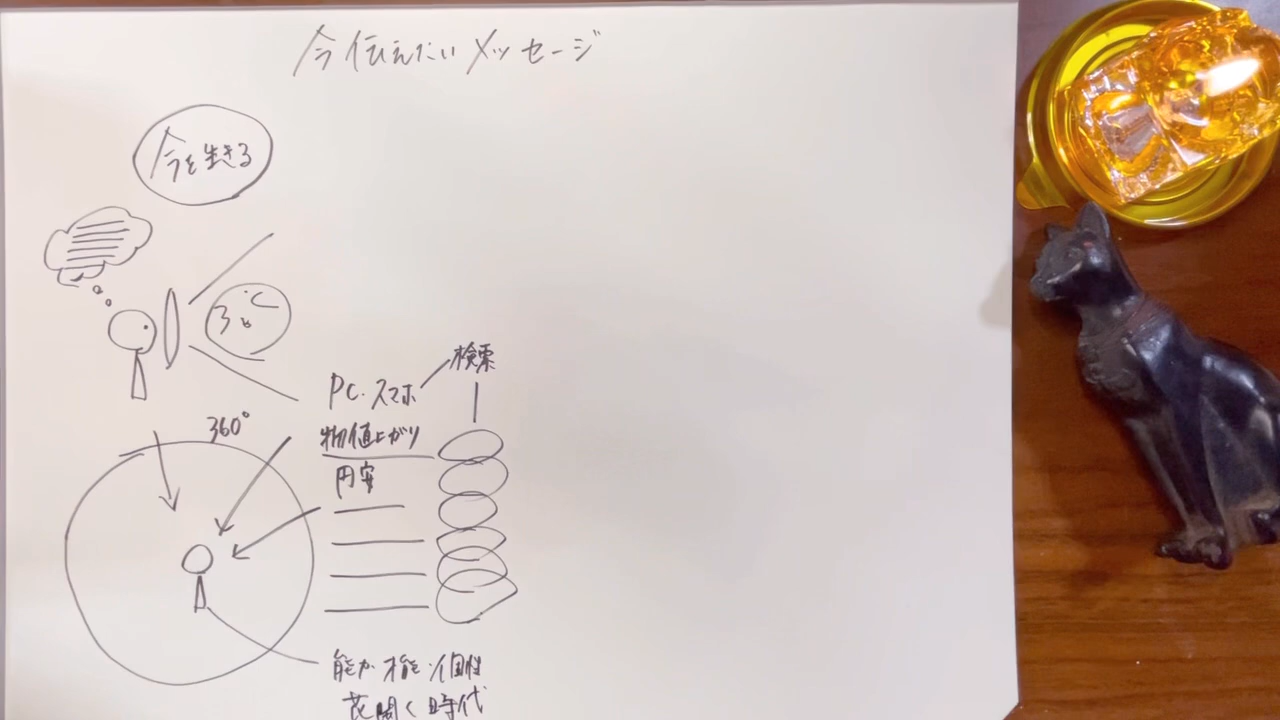 今伝えたいメッセージ
今を生きる
36℃
検索
PC・スマホ
360°
物値上がり
円安
能力・才能・個性
花開く時代